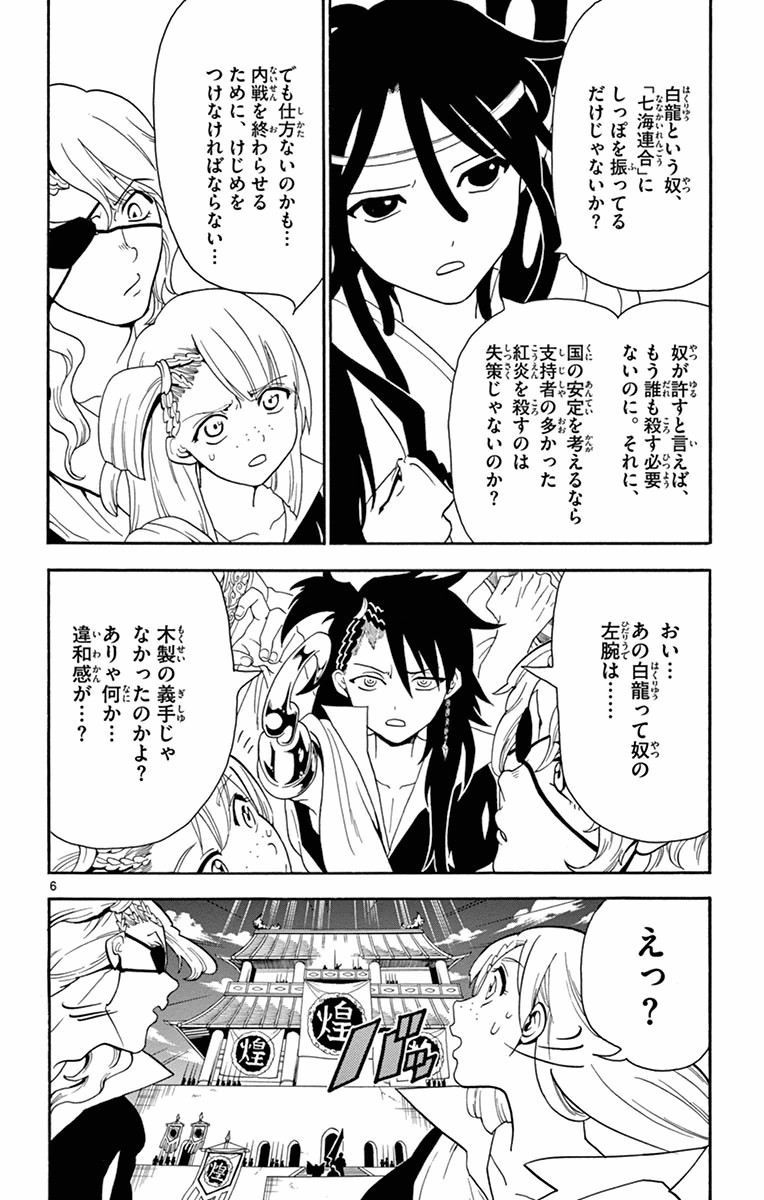 白龍という奴、
「七海連合」に
しっぽを振ってる
だけじゃないか?
奴が許すと言えば、
もう誰も殺す必要
ないのに。それに、
国の安定を考えるなら
支持者の多かった
紅炎を殺すのは
失策じゃないのか?
でも仕方ないのかも…
内戦を終わらせる
ために、けじめを
つけなければならない…
おい…
あの白龍って奴の
左腕は……
木製の義手じゃ
なかったのかよ?
ありゃ何か…
違和感が…?
6
えっ?
バッ
煌
煌
煌
煌